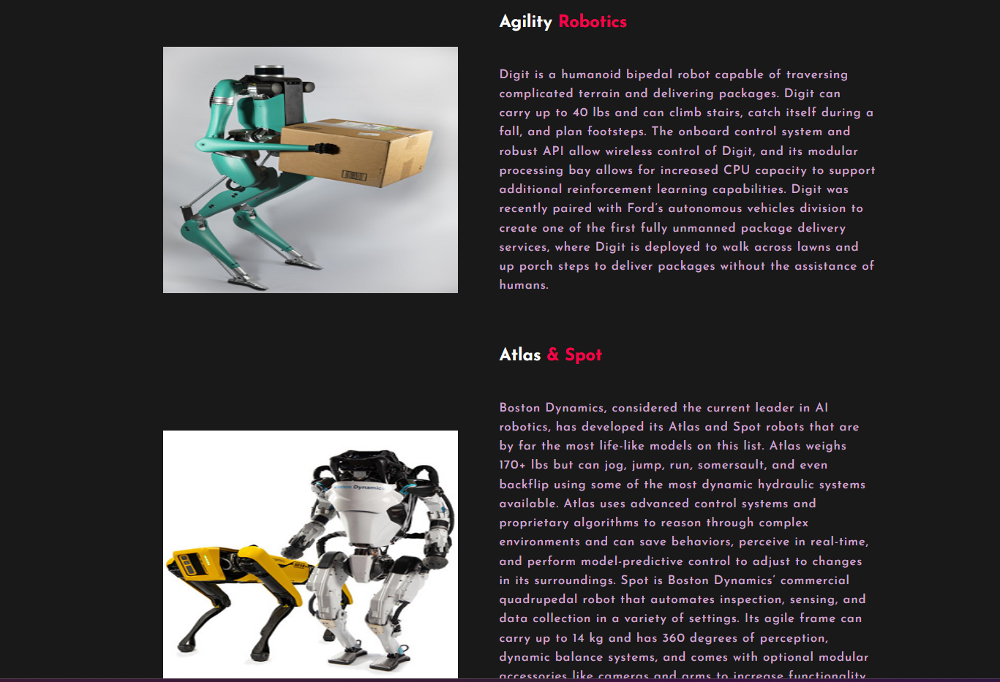 Agility Robotics
Digit is a humanoid bipedal robot capable of traversing
complicated terrain and delivering packages. Digit can
carry up to 40 lbs and can climb stairs, catch itself during a
fall, and plan footsteps. The onboard control system and
robust API allow wireless control of Digit, and its modular
processing bay allows for increased CPU capacity to support
additional reinforcement learning capabilities. Digit was
recently paired with Ford’s autonomous vehicles division to
create one of the first fully unmanned package delivery
services, where Digit is deployed to walk across lawns and
up porch steps to deliver packages without the assistance of
humans.
Atlas & Spot
Boston Dynamics, considered the current leader in AI
robotics, has developed its Atlas and Spot robots that are
by far the most life-like models on this list. Atlas weighs
170+ lbs but can jog, jump, run, somersault, and even
backflip using some of the most dynamic hydraulic systems
available. Atlas uses advanced control systems and
proprietary algorithms to reason through complex
environments and can save behaviors, perceive in real-time,
and perform model-predictive control to adjust to changes
in its surroundings. Spot is Boston Dynamics’ commercial
quadrupedal robot that automates inspection, sensing, and
data collection in a variety of settings. Its agile frame can
carry up to 14 kg and has 360 degrees of perception,
dynamic balance systems, and comes with optional modular
accessories like cameras and arms to increase functionality
Dynamics